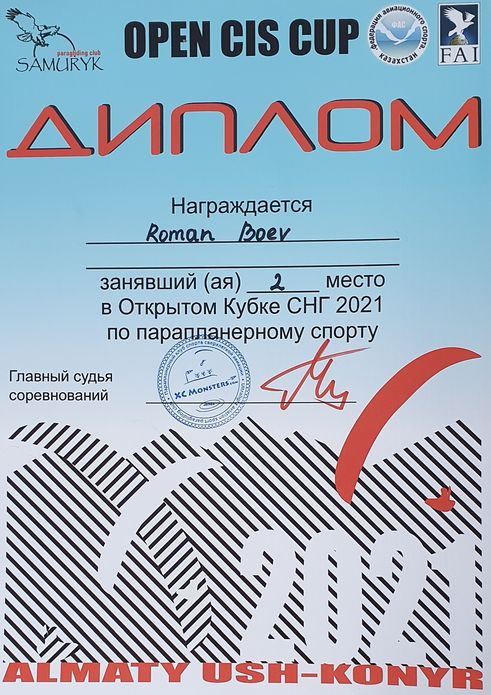 paragliding club
SAMURYK
OPEN CIS CUP
федерация авиационного спорта,
ФАС
казахстан
FAI
ДИПЛОМ
Награждается
Roman Boev
занявший (ая) 2 место
в Открытом Кубке СНГ 2021
по парапланерному спорту
Главный судья
соревнований
XC MONSTERS.com
2021
ALMATY USH-KONYR